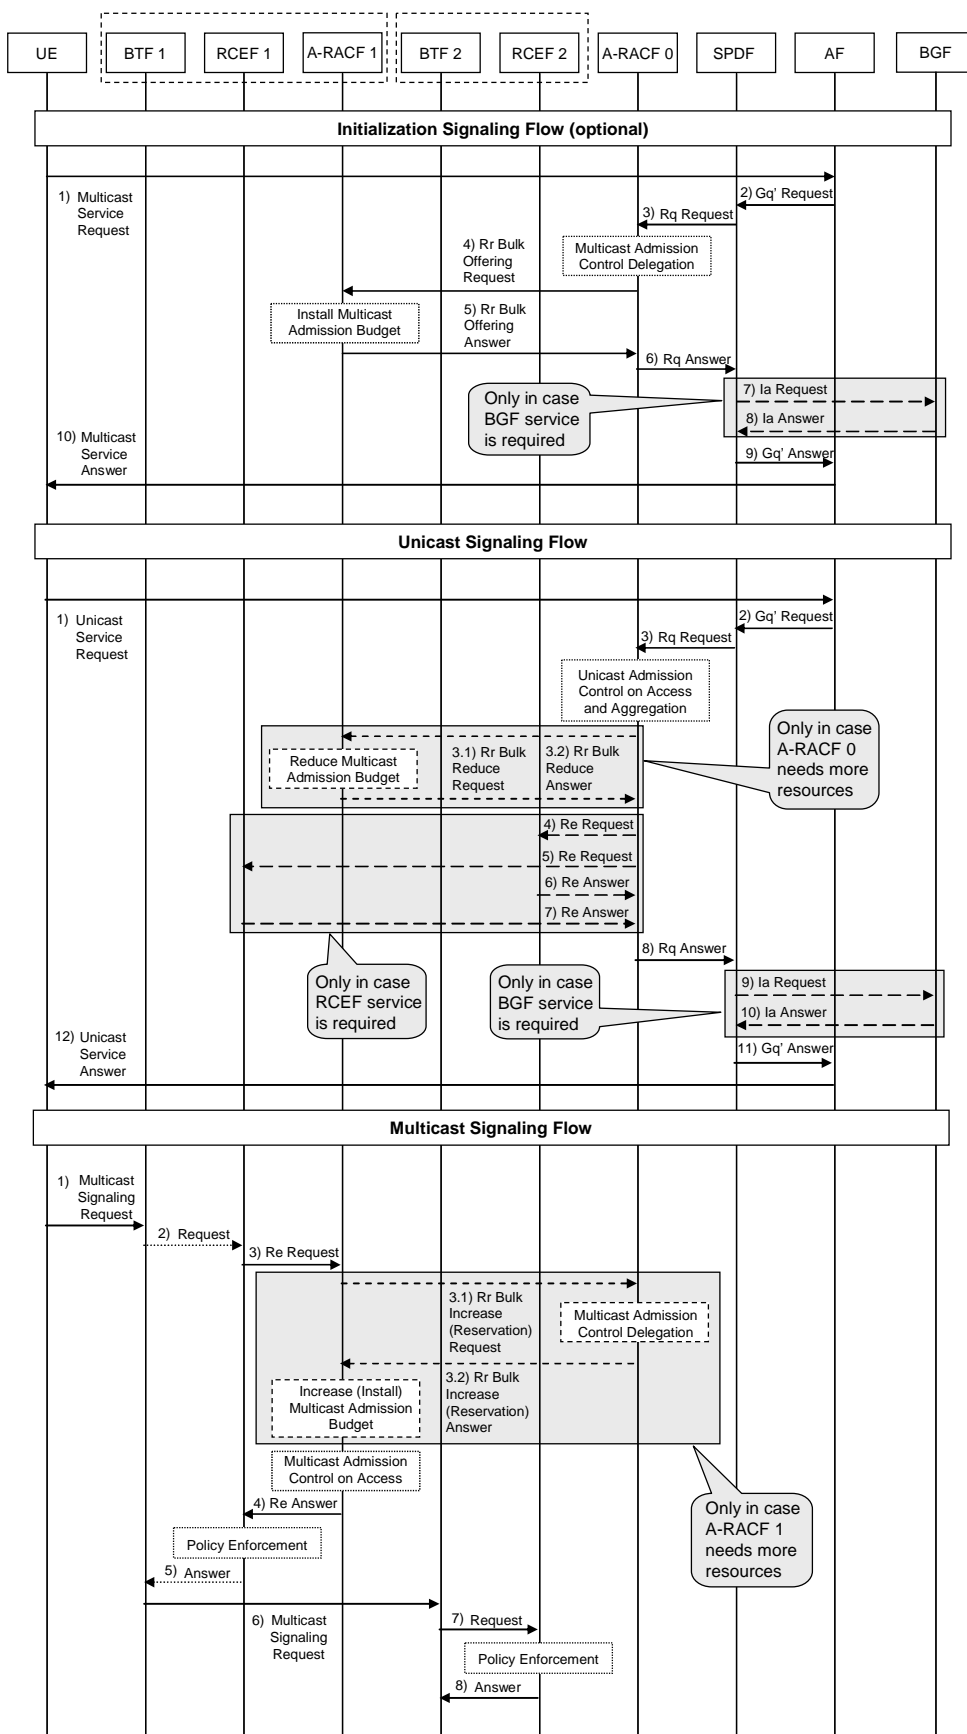 UE
BTF 1
RCEF 1
A-RACF 1
BTF 2
RCEF 2
A-RACF 0
SPDF
AF
BGF
Initialization Signaling Flow (optional)
1) Multicast
Service
Request
2) Gq' Request
3) Rq Request
Multicast Admission
Control Delegation
4) Rr Bulk
Offering
Request
Install Multicast
Admission Budget
5) Rr Bulk
Offering
Answer
6) Rq Answer
Only in case
BGF service
is required
7) Ia Request
8) Ia Answer
9) Gq' Answer
10) Multicast
Service
Answer
Unicast Signaling Flow
1) Unicast
Service
Request
2) Gq' Request
3) Rq Request
Unicast Admission
Control on Access
and Aggregation
Only in case
A-RACF 0
needs more
resources
Reduce Multicast
Admission Budget
3.1) Rr Bulk
Reduce
Request
3.2) Rr Bulk
Reduce
Answer
4) Re Request
5) Re Request
6) Re Answer
7) Re Answer
8) Rq Answer
Only in case
RCEF service
is required
Only in case
BGF service
is required
9) Ia Request
10) Ia Answer
11) Gq' Answer
12) Unicast
Service
Answer
Multicast Signaling Flow
1) Multicast
Signaling
Request
2) Request
3) Re Request
3.1) Rr Bulk
Increase
(Reservation)
Request
Multicast Admission
Control Delegation
3.2) Rr Bulk
Increase
(Reservation)
Answer
Increase (Install)
Multicast Admission
Budget
Multicast Admission
Control on Access
Only in case
A-RACF 1
needs more
resources
4) Re Answer
Policy Enforcement
5) Answer
6) Multicast
Signaling
Request
7) Request
Policy Enforcement
8) Answer